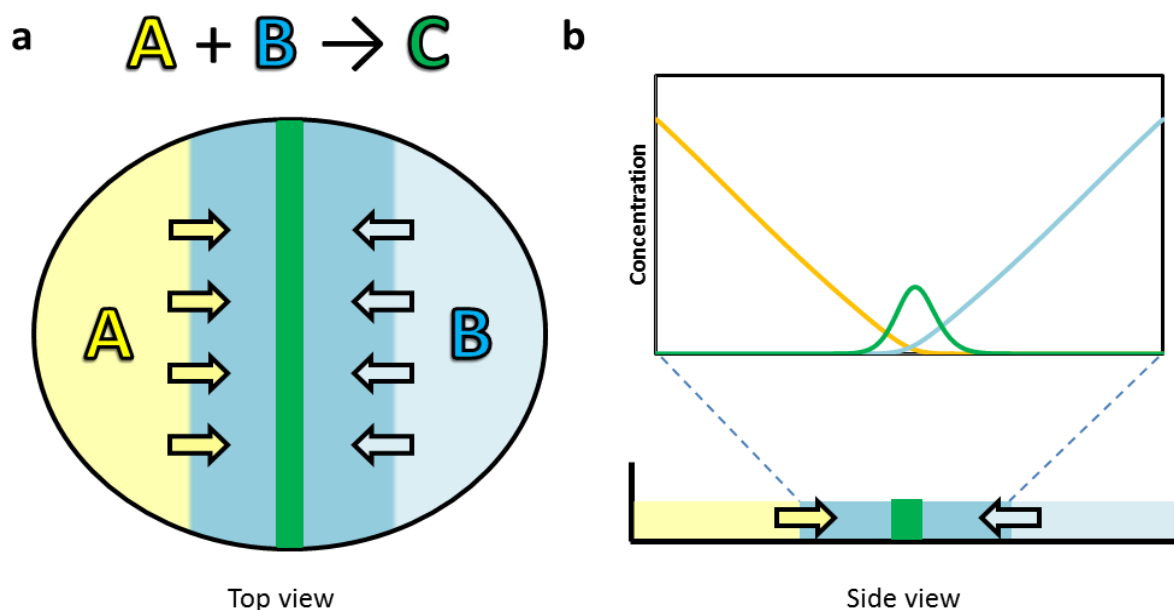 a
A + B → C
A
B
Top view
b
Concentration
Side view